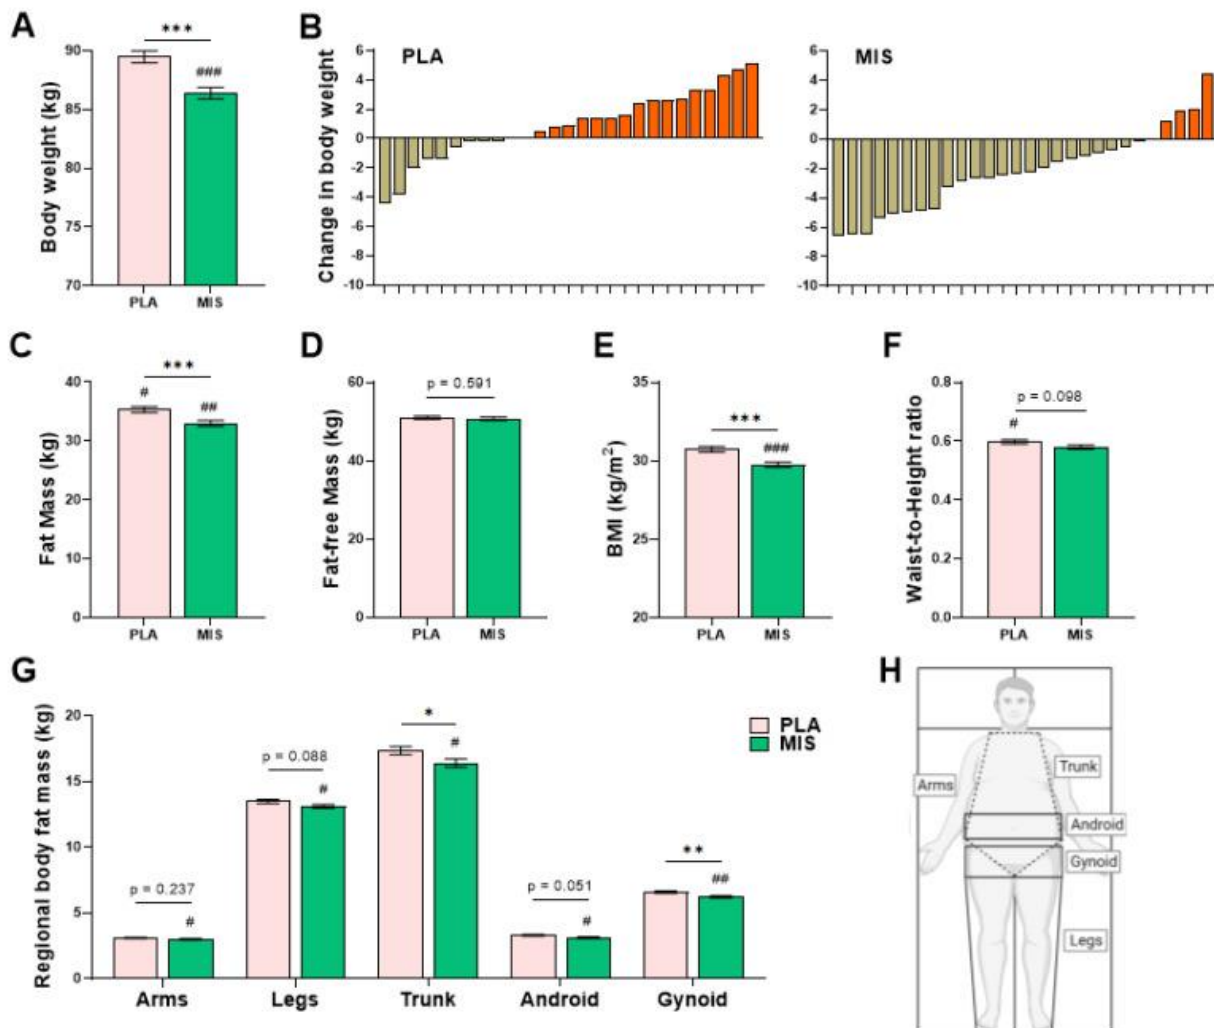 A
***
###
Body weight (kg)
90
85
80
75
70
PLA
MIS
B
PLA
Change in body weight
6
4
2
0
-2
-4
-6
-8
-10
MIS
6
4
2
0
-2
-4
-6
-8
-10
C
***
#
##
Fat Mass (kg)
40
30
20
10
0
PLA
MIS
D
p = 0.591
Fat-free Mass (kg)
60
40
20
0
PLA
MIS
E
***
###
BMI (kg/m²)
35
30
25
20
PLA
MIS
F
p = 0.098
#
Waist-to-Height ratio
0.8
0.6
0.4
0.2
0.0
PLA
MIS
G
Regional body fat mass (kg)
20
15
10
5
0
p = 0.237
#
p = 0.088
#
*
#
p = 0.051
#
**
##
Arms
Legs
Trunk
Android
Gynoid
PLA
MIS
H
Arms
Trunk
Android
Gynoid
Legs